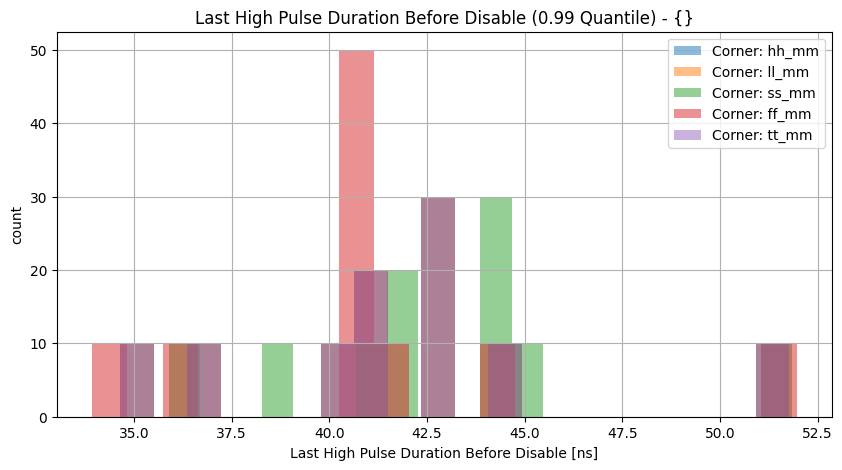 Last High Pulse Duration Before Disable (0.99 Quantile) - {}
Corner: hh_mm
Corner: ll_mm
Corner: ss_mm
Corner: ff_mm
Corner: tt_mm
50
40
30
20
10
0
count
35.0 37.5 40.0 42.5 45.0 47.5 50.0 52.5
Last High Pulse Duration Before Disable [ns]